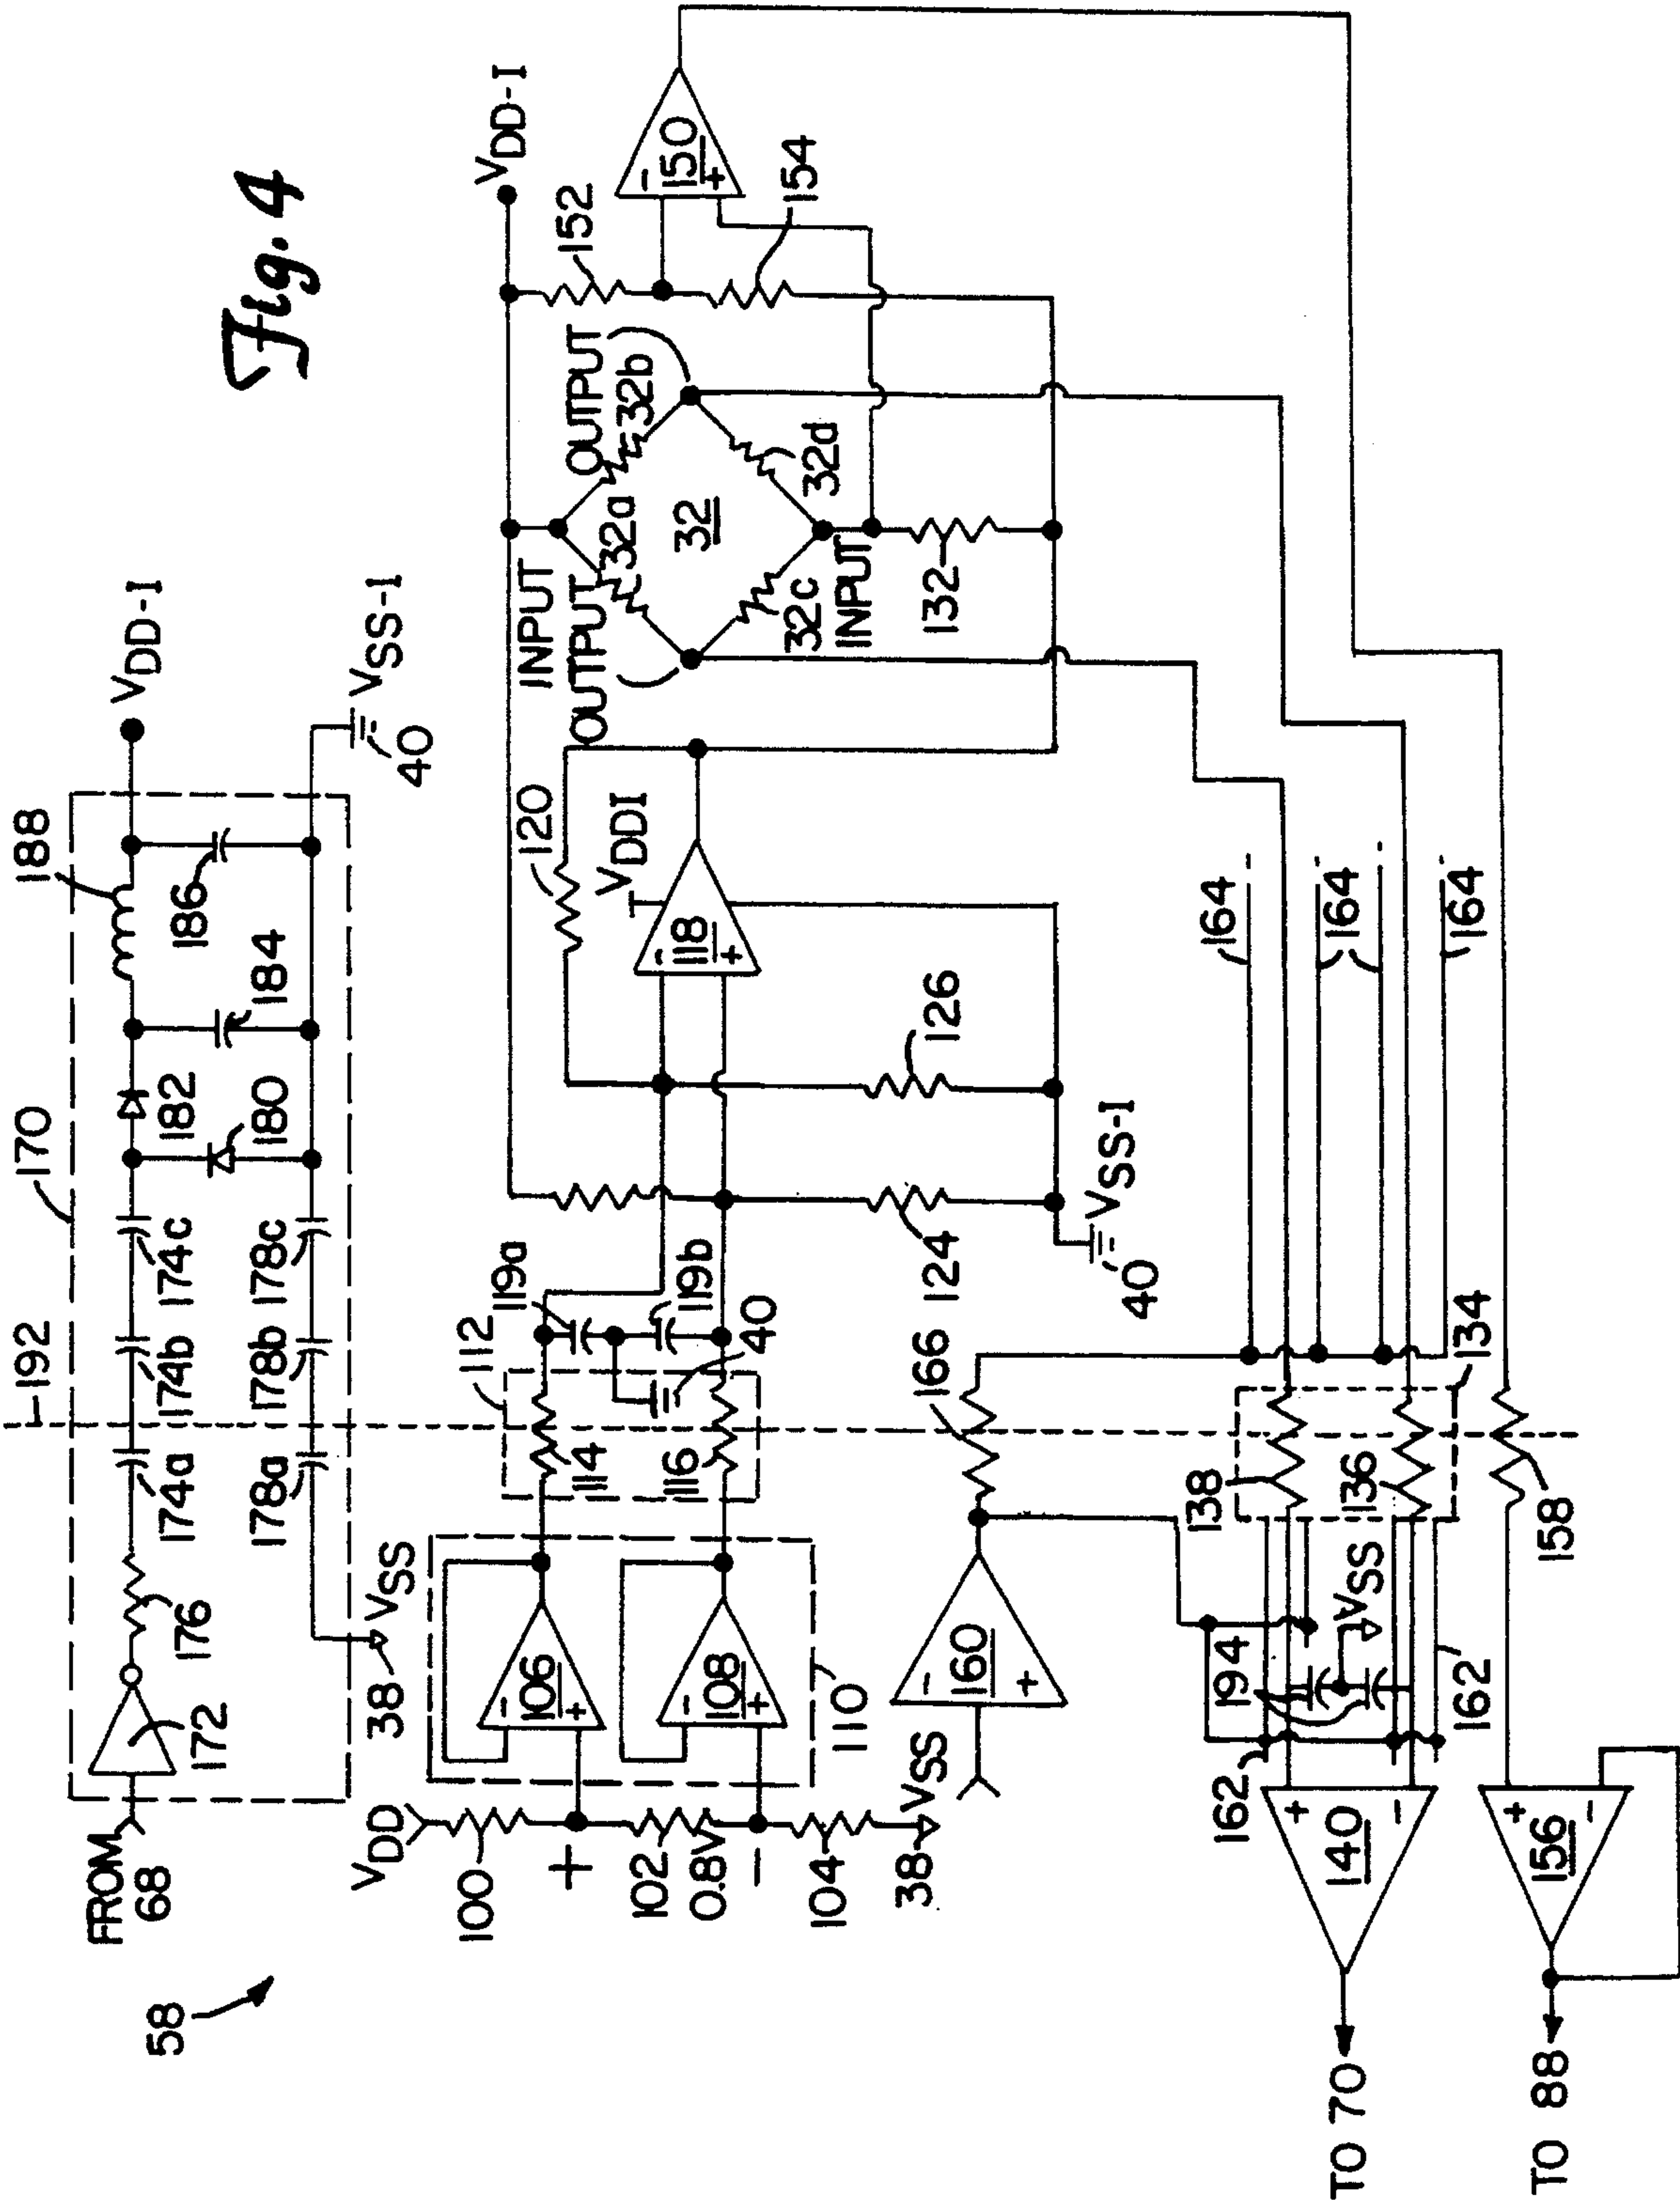 Fig. 4
58
FROM
68
172
176
170
192
174a
174b
174c
178a
178b
178c
182
180
184
186
188
VDD-I
VSS-I
40
38
VSS
VDD
100
+
102
0.8V
-
104
38
VSS
106
- +
108
- +
110
112
114
116
119a
119b
40
118
- +
VDDI
120
124
126
40
VSS-I
VDD-I
INPUT
OUTPUT
OUTPUT
INPUT
32
32a
32b
32c
32d
132
152
154
150
- +
160
- +
166
164
164
164
134
138
136
158
194
VSS
162
162
140
+ -
156
+ -
TO 70
TO 88